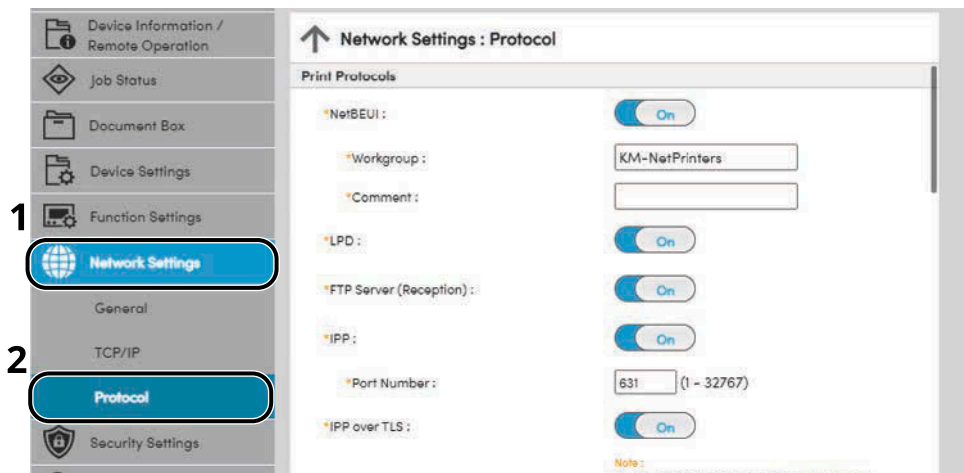 Device Information /
Remote Operation
Job Status
Document Box
Device Settings
1
Function Settings
Network Settings
General
TCP/IP
2
Protocol
Security Settings
Network Settings : Protocol
Print Protocols
*NetBEUI :
On
*Workgroup :
KM-NetPrinters
*Comment :
*LPD :
On
*FTP Server (Reception) :
On
*IPP :
On
*Port Number :
631 (1 - 32767)
*IPP over TLS :
On
Note :